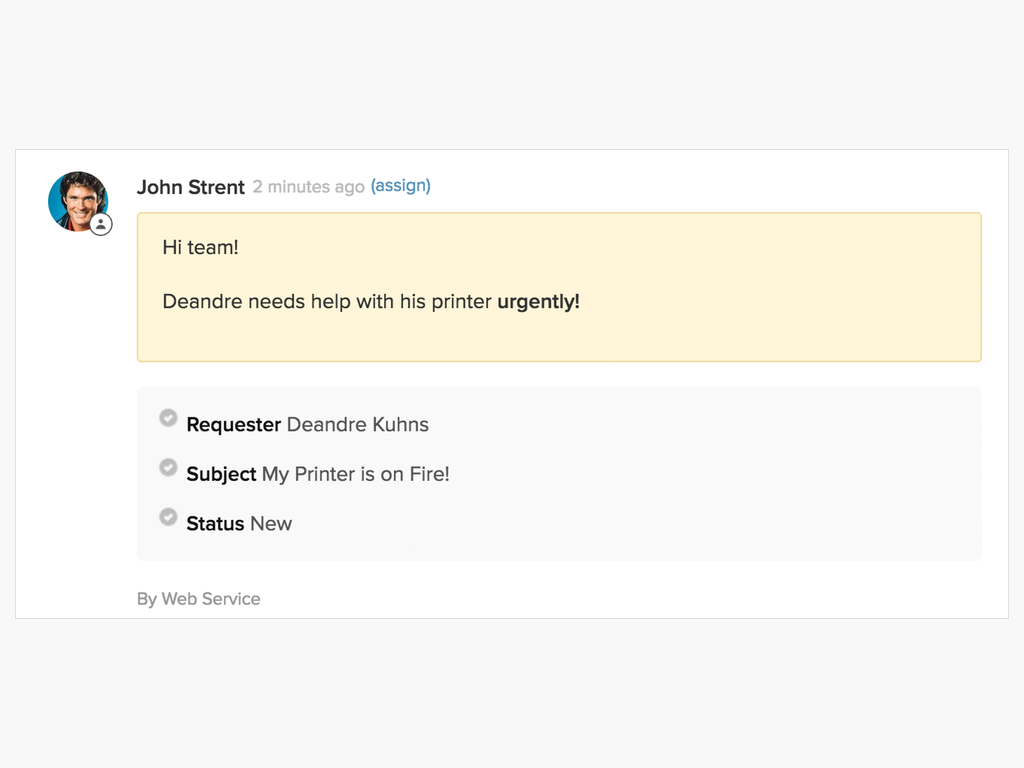 John Strent 2 minutes ago (assign)
Hi team!
Deandre needs help with his printer urgently!
Requester Deandre Kuhns
Subject My Printer is on Fire!
Status New
By Web Service